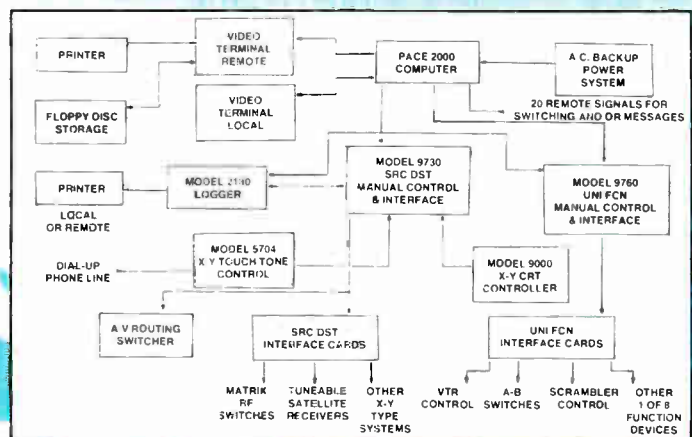 PRINTER
VIDEO
TERMINAL
REMOTE
PACE 2000
COMPUTER
A.C. BACKUP
POWER
SYSTEM
FLOPPY DISC
STORAGE
VIDEO
TERMINAL
LOCAL
20 REMOTE SIGNALS FOR
SWITCHING AND OR MESSAGES
PRINTER
LOCAL
OR REMOTE
MODEL
LOGGER
MODEL 9730
SRC DST
MANUAL CONTROL
& INTERFACE
MODEL 9760
UNI FCN
MANUAL CONTROL
& INTERFACE
DIAL-UP
PHONE LINE
MODEL 5704
X-Y TOUCH TONE
CONTROL
MODEL 9000
X-Y CRT
CONTROLLER
A/V ROUTING
SWITCHER
SRC DST
INTERFACE CARDS
UNI FCN
INTERFACE CARDS
MATRIX
RF
SWITCHES
TUNEABLE
SATELLITE
RECEIVERS
OTHER
X-Y
TYPE
SYSTEMS
VTR
CONTROL
A-B
SWITCHES
SCRAMBLER
CONTROL
OTHER
1 OF 8
FUNCTION
DEVICES